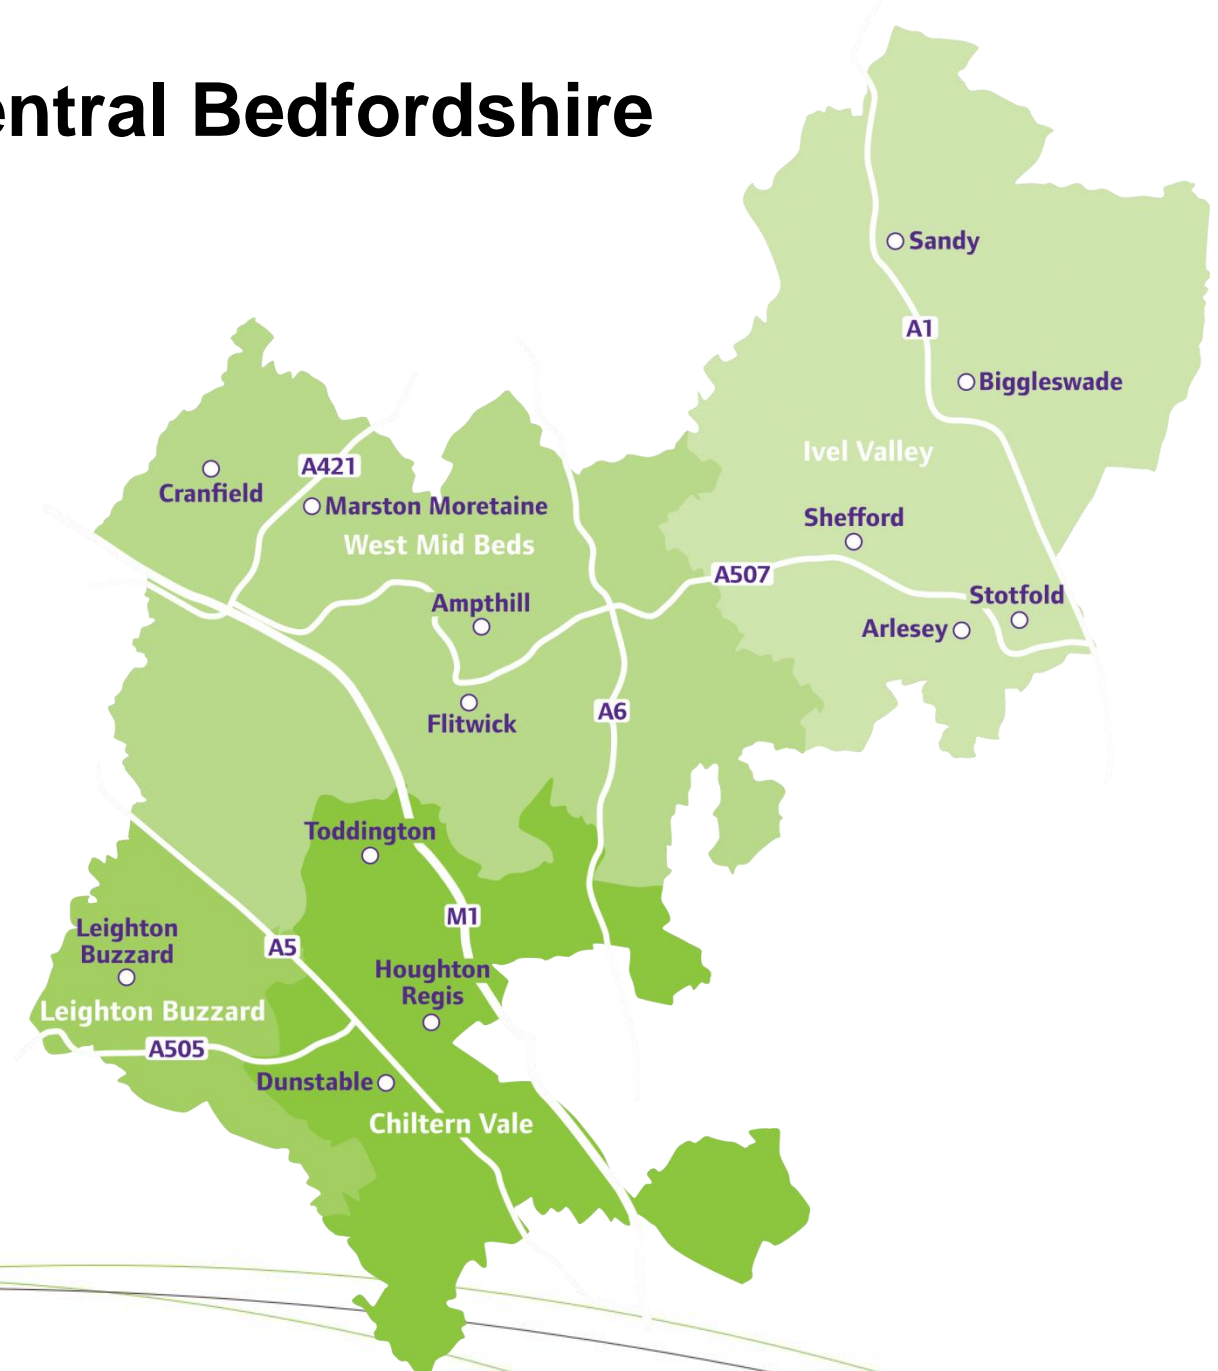 entral Bedfordshire
Sandy
A1
Biggleswade
Ivel Valley
A421
Cranfield
Marston Moretaine
Shefford
West Mid Beds
A507
Stotfold
Ampthill
Arlesey
A6
Flitwick
Toddington
M1
Leighton
Buzzard
A5
Houghton
Regis
Leighton Buzzard
A505
Dunstable
Chiltern Vale